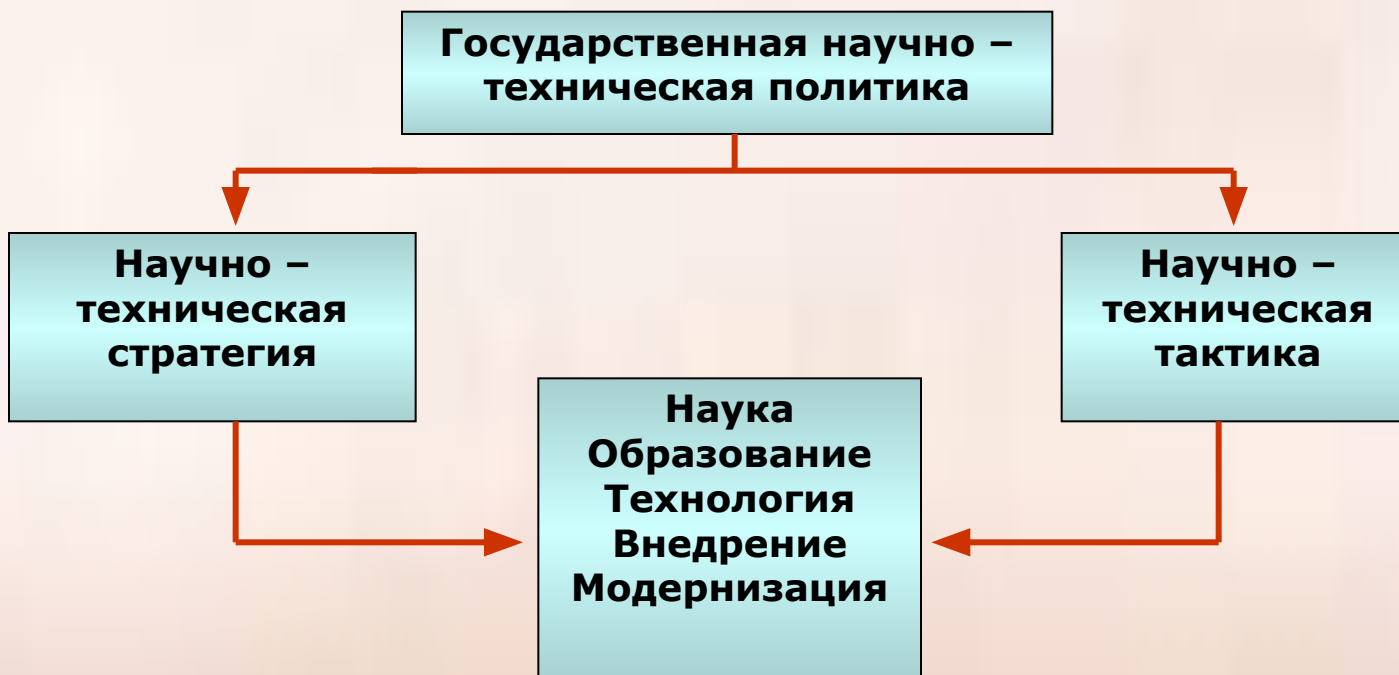 Государственная научно –
техническая политика
Научно –
техническая
стратегия
Научно –
техническая
тактика
Наука
Образование
Технология
Внедрение
Модернизация